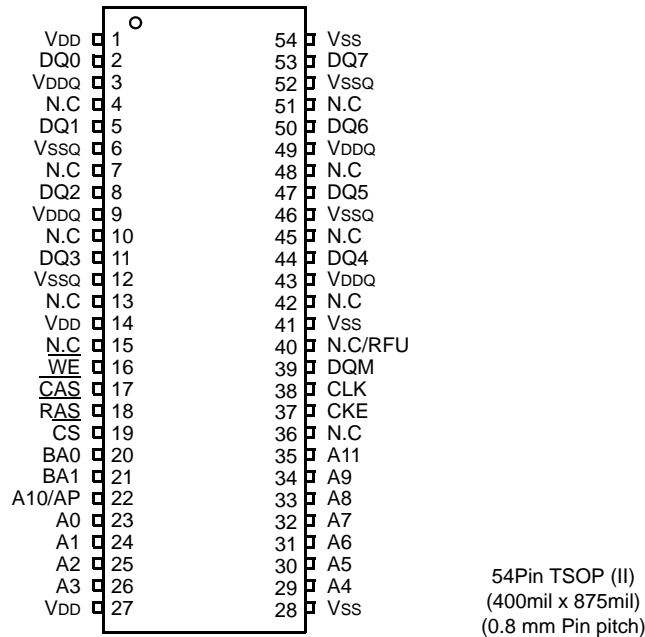 VDD 1 54 VSS
DQ0 2 53 DQ7
VDDQ 3 52 VSSQ
N.C 4 51 N.C
DQ1 5 50 DQ6
VSSQ 6 49 VDDQ
N.C 7 48 N.C
DQ2 8 47 DQ5
VDDQ 9 46 VSSQ
N.C 10 45 N.C
DQ3 11 44 DQ4
VSSQ 12 43 VDDQ
N.C 13 42 N.C
VDD 14 41 VSS
N.C 15 40 N.C/RFU
WE 16 39 DQM
CAS 17 38 CLK
RAS 18 37 CKE
CS 19 36 N.C
BA0 20 35 A11
BA1 21 34 A9
A10/AP 22 33 A8
A0 23 32 A7
A1 24 31 A6
A2 25 30 A5
A3 26 29 A4
VDD 27 28 VSS
54Pin TSOP (II)
(400mil x 875mil)
(0.8 mm Pin pitch)